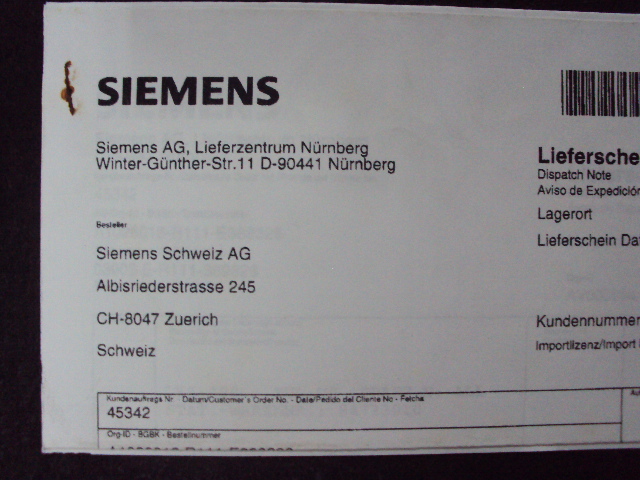 SIEMENS
Siemens AG, Lieferzentrum Nürnberg
Winter-Günther-Str.11 D-90441 Nürnberg
Liefersche
Dispatch Note
Aviso de Expedición
Lagerort
Lieferschein Da
Besteller
Siemens Schweiz AG
Albisriederstrasse 245
CH-8047 Zuerich
Schweiz
Kundennummer
Importlizenz/Import
Kundenauftrags Nr Datum/Customer's Order No. - Date/Pedido del Cliente No - Fetcha
45342
Org-ID - BGBK - Bestellnummer